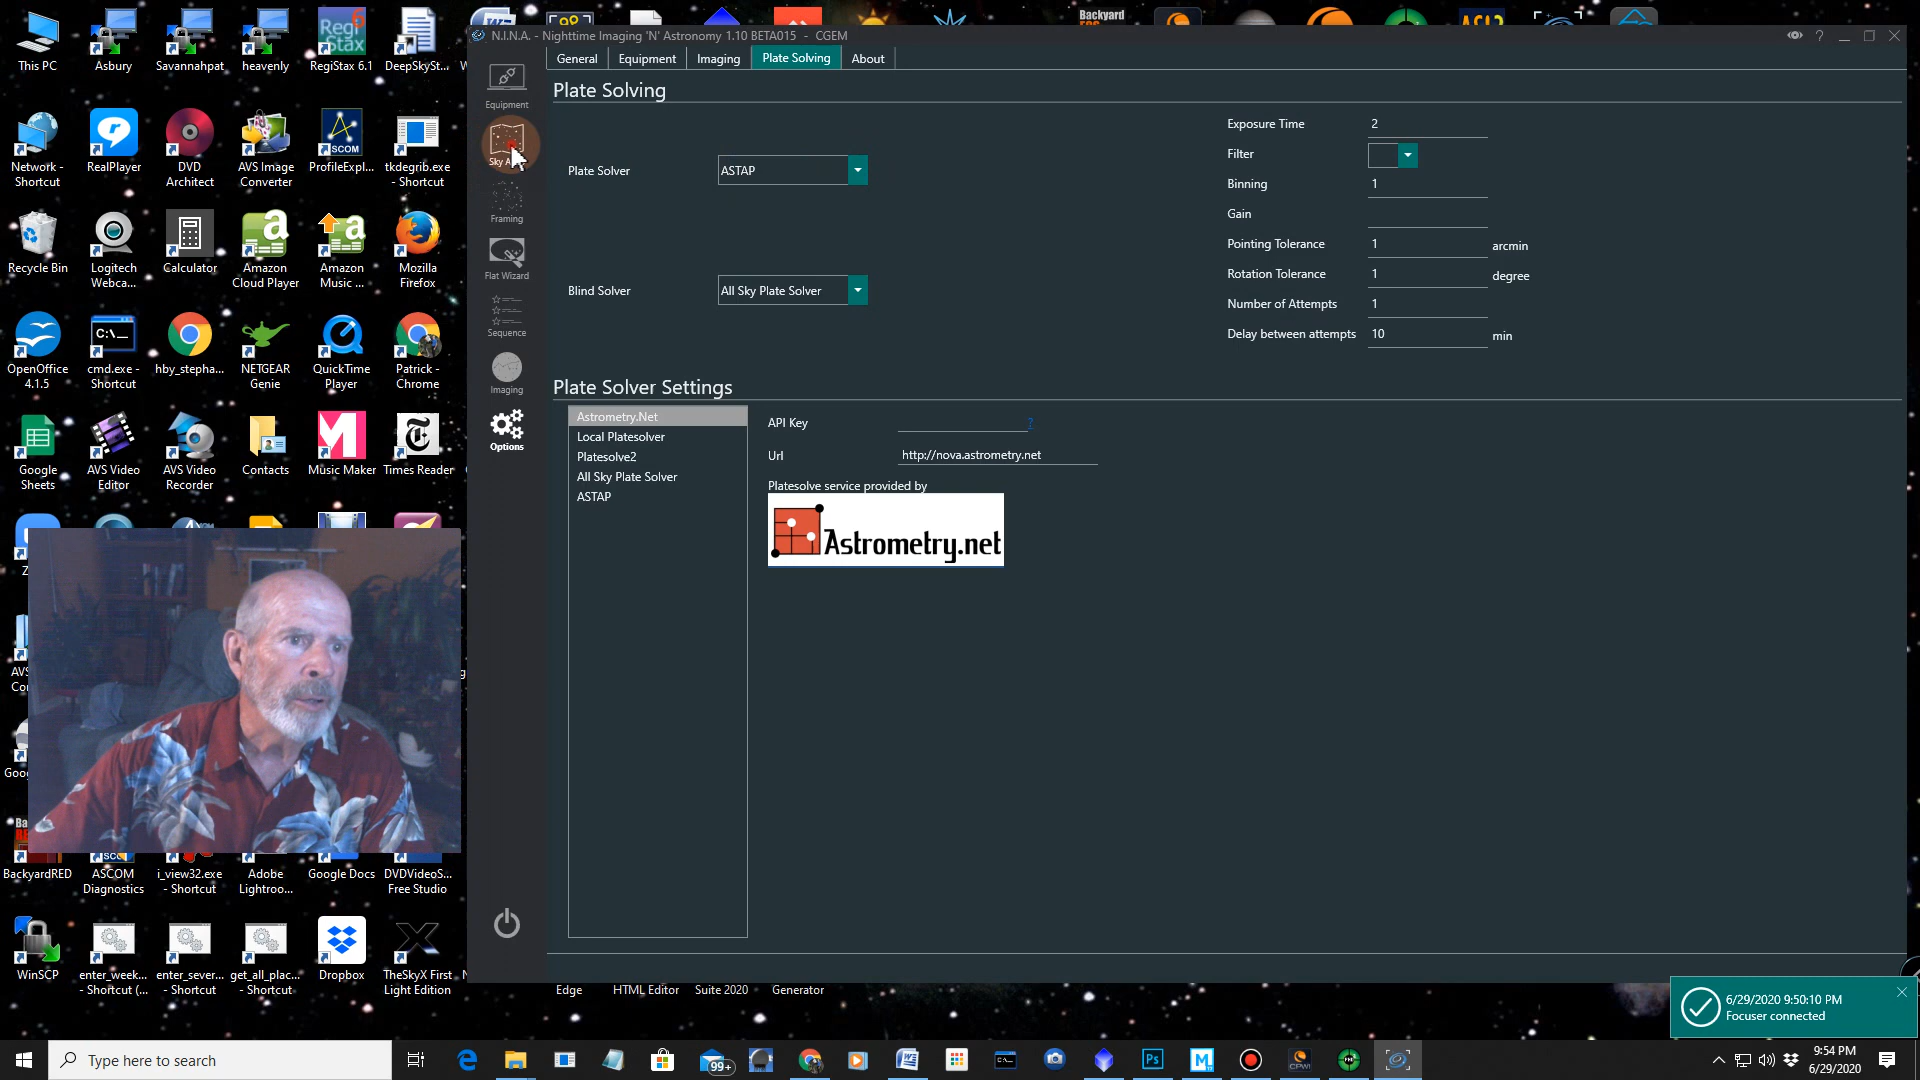 This PC
Asbury
Savannahpat
heavenly
Regi
Stax
6
RegiStax 6.1
DeepSkySt...
Network -
Shortcut
RealPlayer
DVD
Architect
AVS Image
Converter
SCOM
ProfileExpl...
tkdegrib.exe
- Shortcut
Recycle Bin
Logitech
Webca...
Calculator
Amazon
Cloud Player
Amazon
Music ...
Mozilla
Firefox
OpenOffice
4.1.5
C:\_
cmd.exe -
Shortcut
hby_stepha...
NETGEAR
Genie
QuickTime
Player
Patrick -
Chrome
Google
Sheets
AVS Video
Editor
AVS Video
Recorder
Contacts
Music Maker
Times Reader
BackyardRED
ASCOM
Diagnostics
i_view32.exe
- Shortcut
Adobe
Lightroo...
Google Docs
DVDVideoS...
Free Studio
WinSCP
enter_week...
- Shortcut (...
enter_sever...
- Shortcut
get_all_plac...
- Shortcut
Dropbox
TheSkyX First
Light Edition
Edge
HTML Editor
Suite 2020
Generator
Backyard
N.I.N.A. - Nighttime Imaging 'N' Astronomy 1.10 BETA015 - CGEM
General
Equipment
Imaging
Plate Solving
About
Equipment
Framing
Flat Wizard
Sequence
Imaging
Options
Plate Solving
Plate Solver
ASTAP
Blind Solver
All Sky Plate Solver
Exposure Time 2
Filter
Binning 1
Gain
Pointing Tolerance 1 arcmin
Rotation Tolerance 1 degree
Number of Attempts 1
Delay between attempts 10 min
Plate Solver Settings
Astrometry.Net
Local Platesolver
Platesolve2
All Sky Plate Solver
ASTAP
API Key ?
Url http://nova.astrometry.net
Platesolve service provided by
Astrometry.net
6/29/2020 9:50:10 PM
Focuser connected
Type here to search
99+
Ps
9:54 PM
6/29/2020